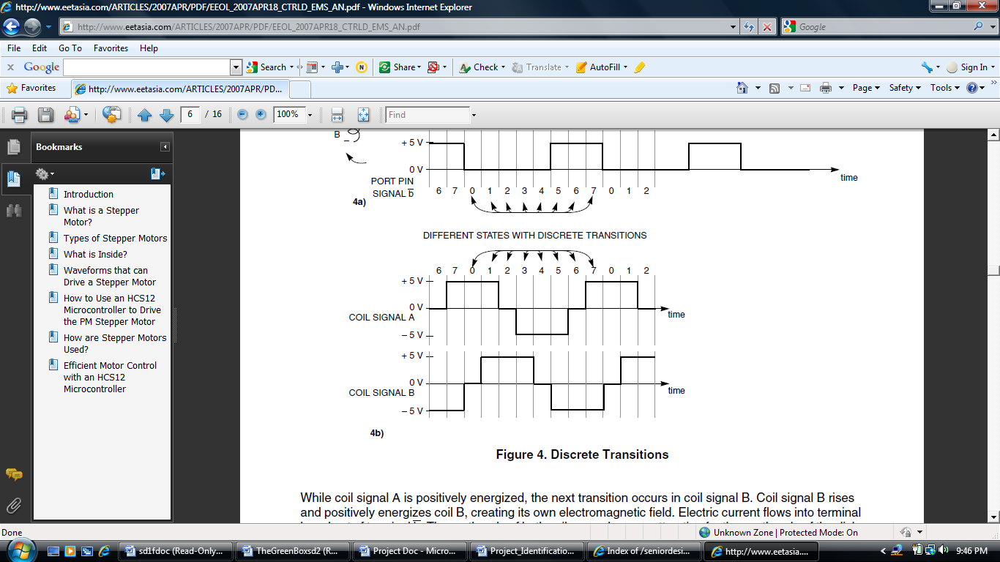 http://www.eetasia.com/ARTICLES/2007APR/PDF/EEOL_2007APR18_CTRLD_EMS_AN.pdf - Windows Internet Explorer
http://www.eetasia.com/ARTICLES/2007APR/PDF/EEOL_2007APR18_CTRLD_EMS_AN.pdf
Google
File Edit Go To Favorites Help
x Google Search Share Check Translate AutoFill Sign In
Favorites http://www.eetasia.com/ARTICLES/2007APR/PD... Page Safety Tools
6 / 16 100% Find
Bookmarks
Introduction
What is a Stepper
Motor?
Types of Stepper Motors
What is Inside?
Waveforms that can
Drive a Stepper Motor
How to Use an HCS12
Microcontroller to Drive
the PM Stepper Motor
How are Stepper Motors
Used?
Efficient Motor Control
with an HCS12
Microcontroller
B
+ 5 V
0 V
time
PORT PIN
SIGNAL b̅
6 7 0 1 2 3 4 5 6 7 0 1 2
4a)
DIFFERENT STATES WITH DISCRETE TRANSITIONS
6 7 0 1 2 3 4 5 6 7 0 1 2
+ 5 V
0 V
COIL SIGNAL A
time
– 5 V
+ 5 V
0 V
COIL SIGNAL B
time
– 5 V
4b)
Figure 4. Discrete Transitions
While coil signal A is positively energized, the next transition occurs in coil signal B. Coil signal B rises
and positively energizes coil B, creating its own electromagnetic field. Electric current flows into terminal
Done Unknown Zone | Protected Mode: On
sd1fdoc (Read-Only... TheGreenBoxsd2 (R... Project Doc - Micro... Project_Identificatio... Index of /seniordesi... http://www.eetasia.... 9:46 PM